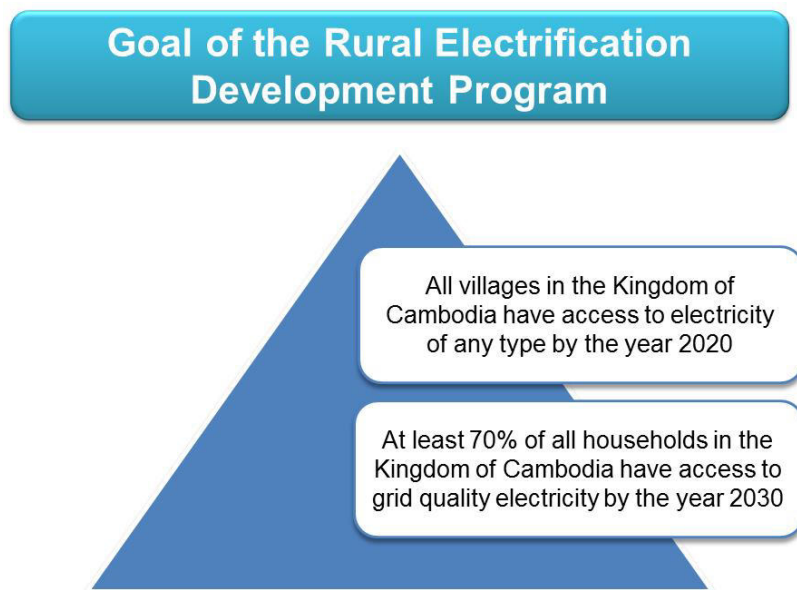 Goal of the Rural Electrification
Development Program
All villages in the Kingdom of
Cambodia have access to electricity
of any type by the year 2020
At least 70% of all households in the
Kingdom of Cambodia have access to
grid quality electricity by the year 2030